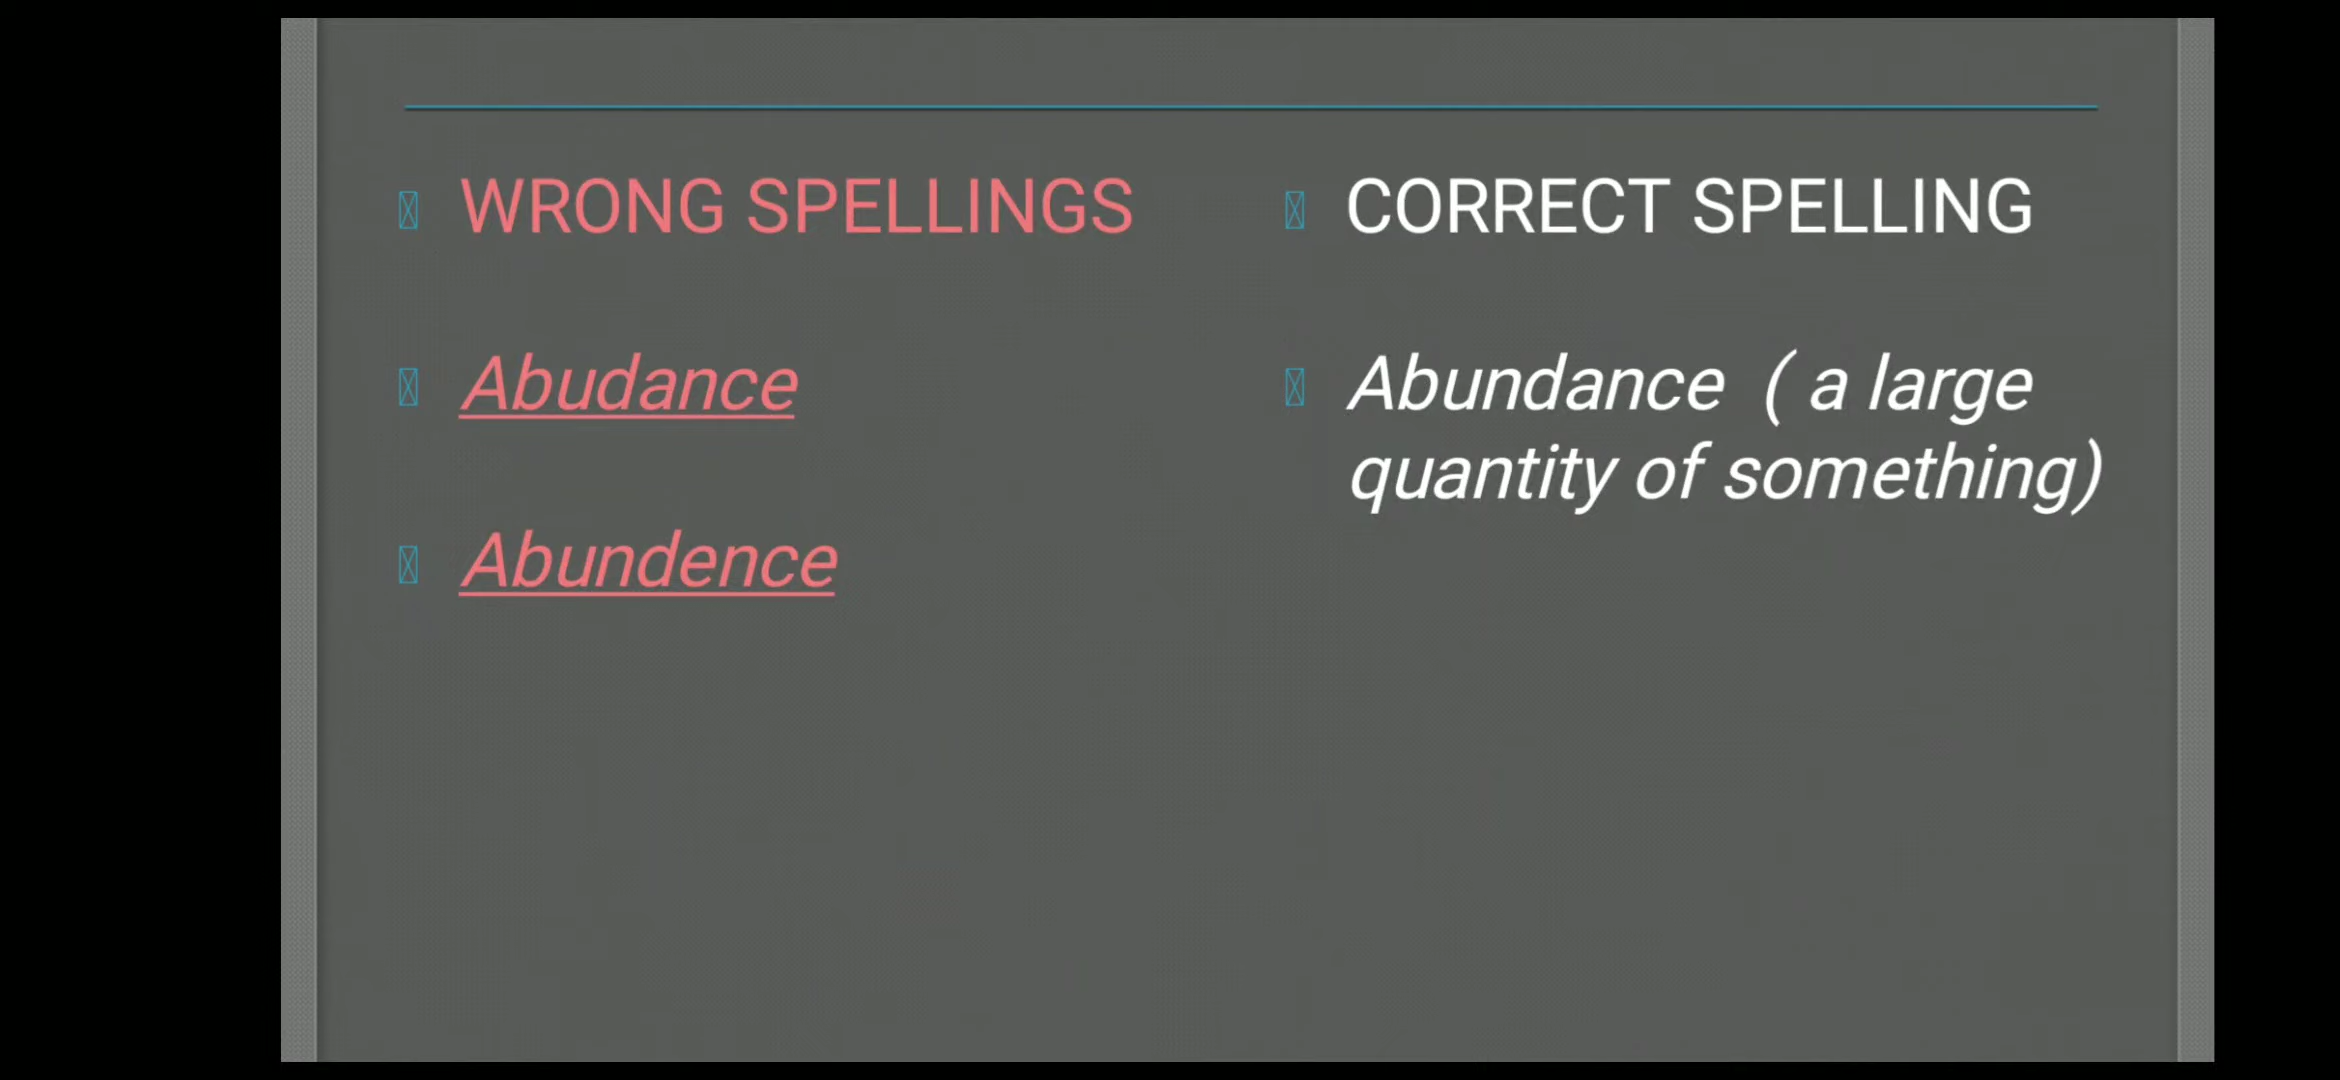 WRONG SPELLINGS
Abudance
Abundence
CORRECT SPELLING
Abundance ( a large
quantity of something)